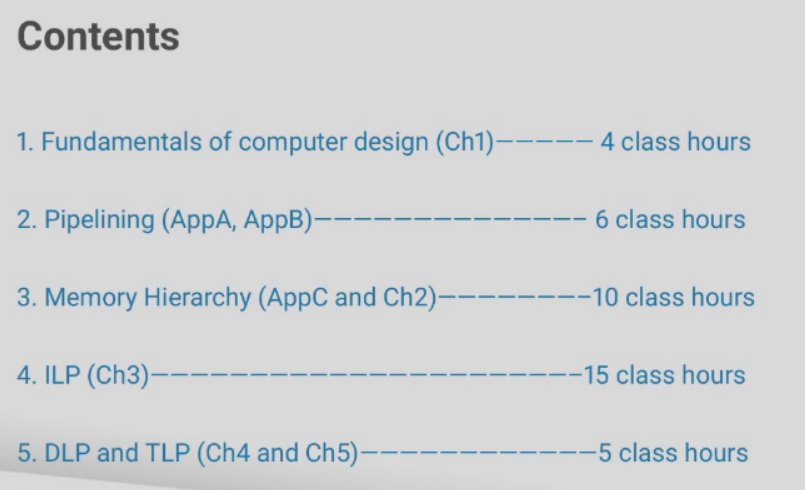 Contents
1. Fundamentals of computer design (Ch1)————— 4 class hours
2. Pipelining (AppA, AppB)—————————————— 6 class hours
3. Memory Hierarchy (AppC and Ch2)————————10 class hours
4. ILP (Ch3)——————————————————————15 class hours
5. DLP and TLP (Ch4 and Ch5)————————————5 class hours